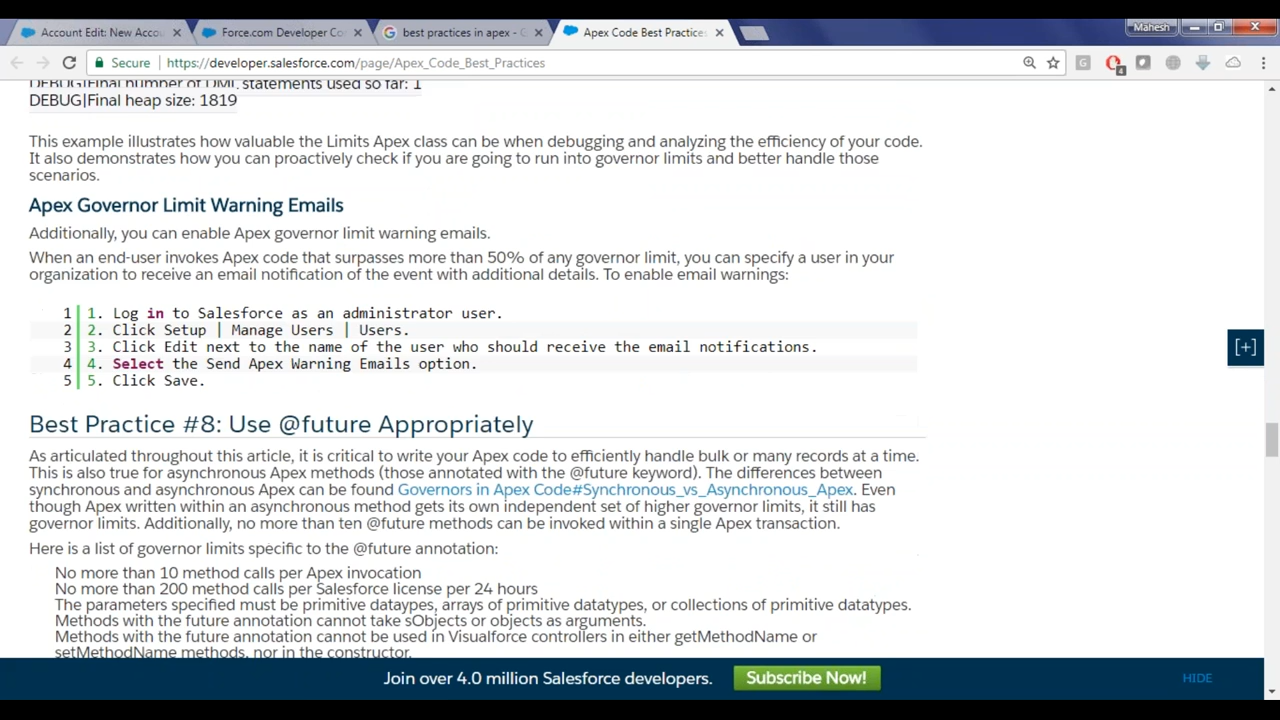 Account Edit: New Accou
Force.com Developer Co
best practices in apex - G
Apex Code Best Practices
Mahesh
Secure
https://developer.salesforce.com/page/Apex_Code_Best_Practices
DEBUG|Final number of DML statements used so far: 1
DEBUG|Final heap size: 1819
This example illustrates how valuable the Limits Apex class can be when debugging and analyzing the efficiency of your code.
It also demonstrates how you can proactively check if you are going to run into governor limits and better handle those
scenarios.
Apex Governor Limit Warning Emails
Additionally, you can enable Apex governor limit warning emails.
When an end-user invokes Apex code that surpasses more than 50% of any governor limit, you can specify a user in your
organization to receive an email notification of the event with additional details. To enable email warnings:
1 1. Log in to Salesforce as an administrator user.
2 2. Click Setup | Manage Users | Users.
3 3. Click Edit next to the name of the user who should receive the email notifications.
4 4. Select the Send Apex Warning Emails option.
5 5. Click Save.
[+]
Best Practice #8: Use @future Appropriately
As articulated throughout this article, it is critical to write your Apex code to efficiently handle bulk or many records at a time.
This is also true for asynchronous Apex methods (those annotated with the @future keyword). The differences between
synchronous and asynchronous Apex can be found Governors in Apex Code#Synchronous_vs_Asynchronous_Apex. Even
though Apex written within an asynchronous method gets its own independent set of higher governor limits, it still has
governor limits. Additionally, no more than ten @future methods can be invoked within a single Apex transaction.
Here is a list of governor limits specific to the @future annotation:
No more than 10 method calls per Apex invocation
No more than 200 method calls per Salesforce license per 24 hours
The parameters specified must be primitive dataypes, arrays of primitive datatypes, or collections of primitive datatypes.
Methods with the future annotation cannot take sObjects or objects as arguments.
Methods with the future annotation cannot be used in Visualforce controllers in either getMethodName or
setMethodName methods, nor in the constructor.
Join over 4.0 million Salesforce developers.
Subscribe Now!
HIDE